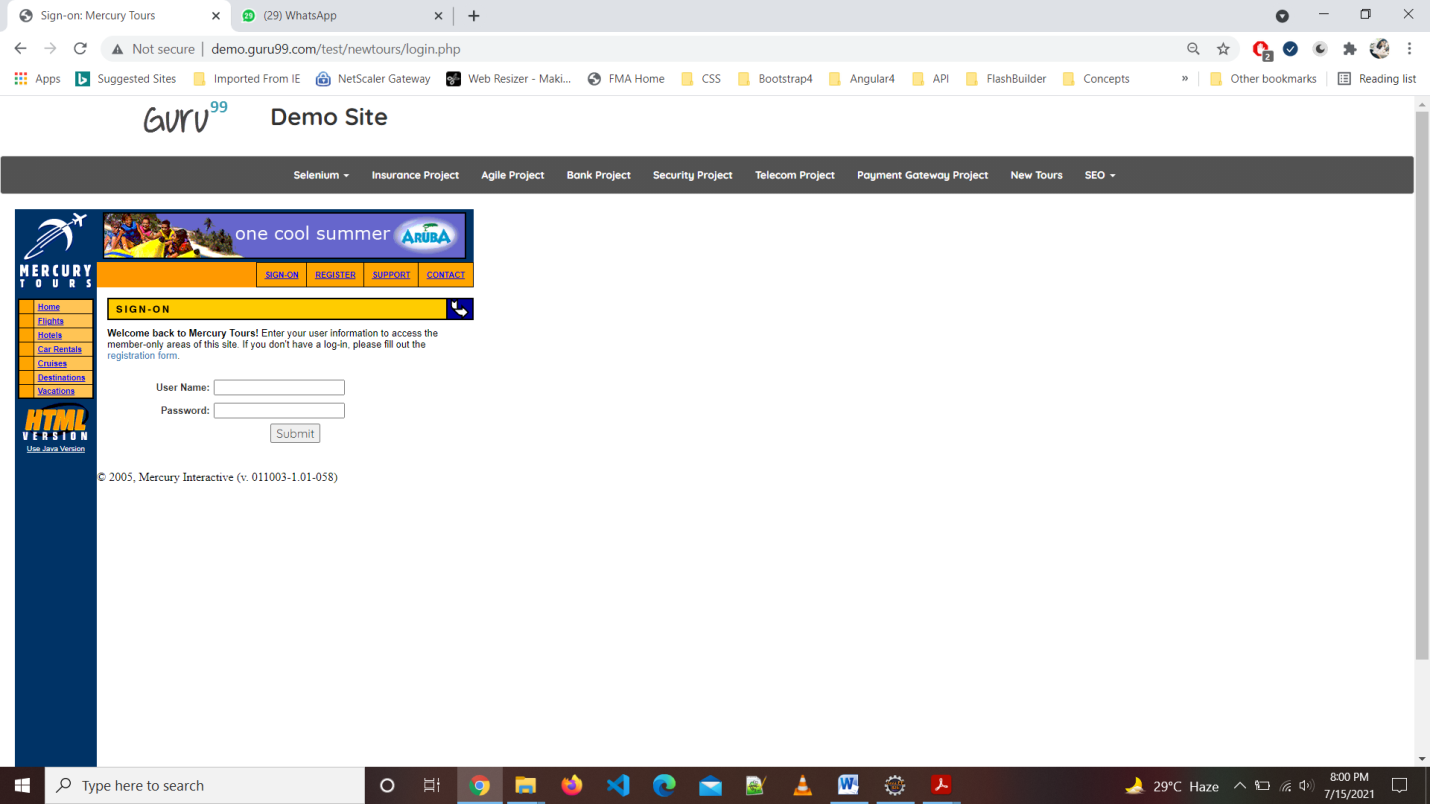 Sign-on: Mercury Tours
(29) WhatsApp
Not secure | demo.guru99.com/test/newtours/login.php
2
Apps
Suggested Sites
Imported From IE
NetScaler Gateway
Web Resizer - Maki...
FMA Home
CSS
Bootstrap4
Angular4
API
FlashBuilder
Concepts
»
Other bookmarks
Reading list
GURU99
Demo Site
Selenium
Insurance Project
Agile Project
Bank Project
Security Project
Telecom Project
Payment Gateway Project
New Tours
SEO
MERCURY
TOURS
one cool summer
ARUBA
SIGN-ON
REGISTER
SUPPORT
CONTACT
Home
Flights
Hotels
Car Rentals
Cruises
Destinations
Vacations
HTML
VERSION
Use Java Version
SIGN-ON
Welcome back to Mercury Tours! Enter your user information to access the
member-only areas of this site. If you don't have a log-in, please fill out the
registration form.
User Name:
Password:
Submit
© 2005, Mercury Interactive (v. 011003-1.01-058)
Type here to search
29°C Haze
8:00 PM
7/15/2021